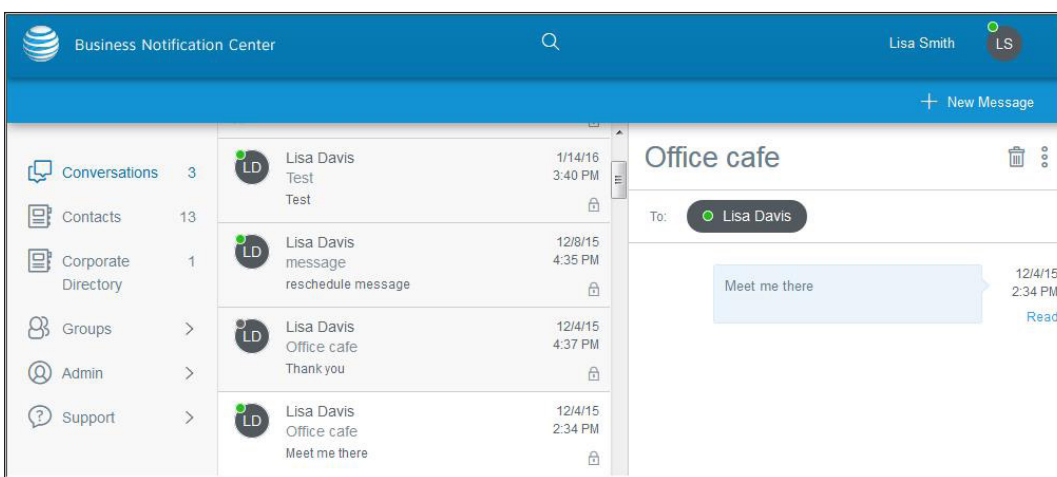 Business Notification Center
Lisa Smith
LS
+ New Message
Conversations 3
Contacts 13
Corporate 1
Directory
Groups >
Admin >
Support >
LD
Lisa Davis 1/14/16
Test 3:40 PM
Test
LD
Lisa Davis 12/8/15
message 4:35 PM
reschedule message
LD
Lisa Davis 12/4/15
Office cafe 4:37 PM
Thank you
LD
Lisa Davis 12/4/15
Office cafe 2:34 PM
Meet me there
Office cafe
To: Lisa Davis
Meet me there
12/4/15
2:34 PM
Read